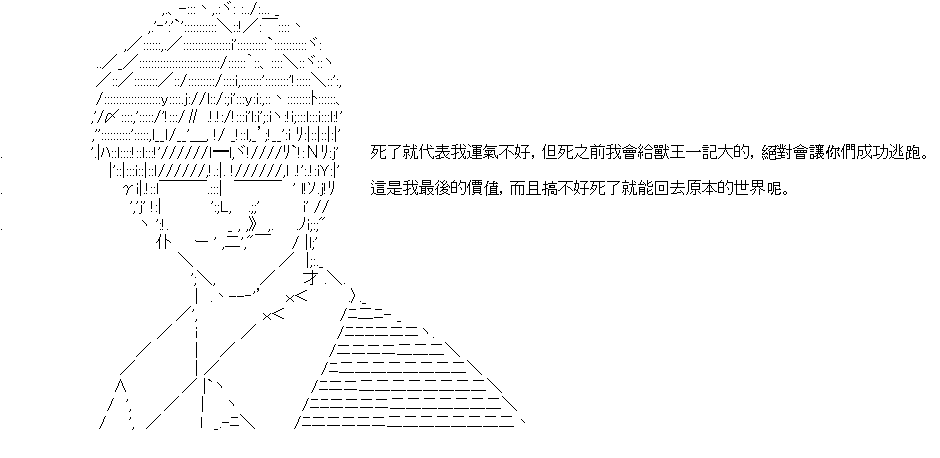 死了就代表我運氣不好，但死之前我會給獸王一記大的，絕對會讓你們成功逃跑。
這是我最後的價值，而且搞不好死了就能回去原本的世界呢。